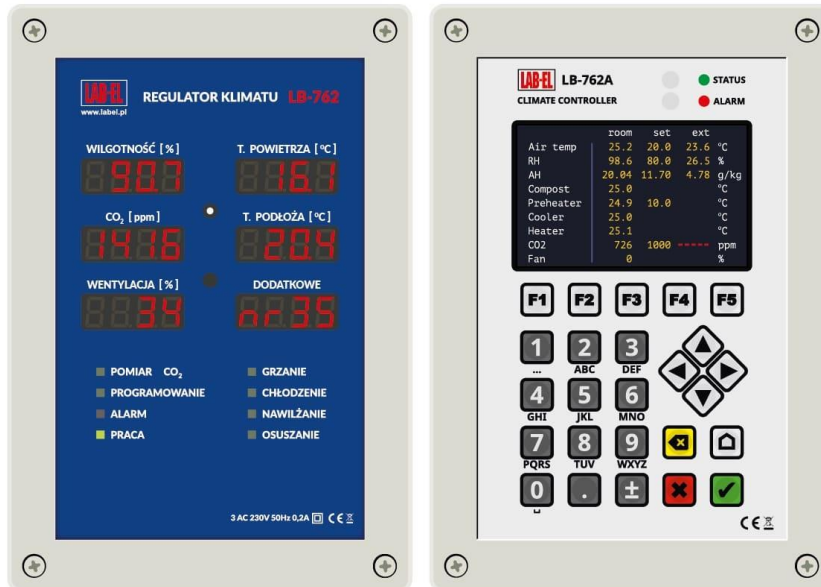 LAB-EL
www.label.pl
REGULATOR KLIMATU LB-762
WILGOTNOŚĆ [%]
T. POWIETRZA [°C]
90.7
16.1
CO₂ [ppm]
T. PODŁOŻA [°C]
1416
20.4
WENTYLACJA [%]
DODATKOWE
34
nr35
POMIAR CO₂
GRZANIE
PROGRAMOWANIE
CHŁODZENIE
ALARM
NAWILŻANIE
PRACA
OSUSZANIE
3 AC 230V 50Hz 0,2A CE
LAB-EL LB-762A
STATUS
CLIMATE CONTROLLER
ALARM
room set ext
Air temp 25.2 20.0 23.6 °C
RH 98.6 80.0 26.5 %
AH 20.04 11.70 4.78 g/kg
Compost 25.0 °C
Preheater 24.9 10.0 °C
Cooler 25.0 °C
Heater 25.1 °C
CO2 726 1000 ----- ppm
Fan 0 %
F1 F2 F3 F4 F5
1 2 3
... ABC DEF
4 5 6
GHI JKL MNO
7 8 9
PQRS TUV WXYZ
0 . ±
CE